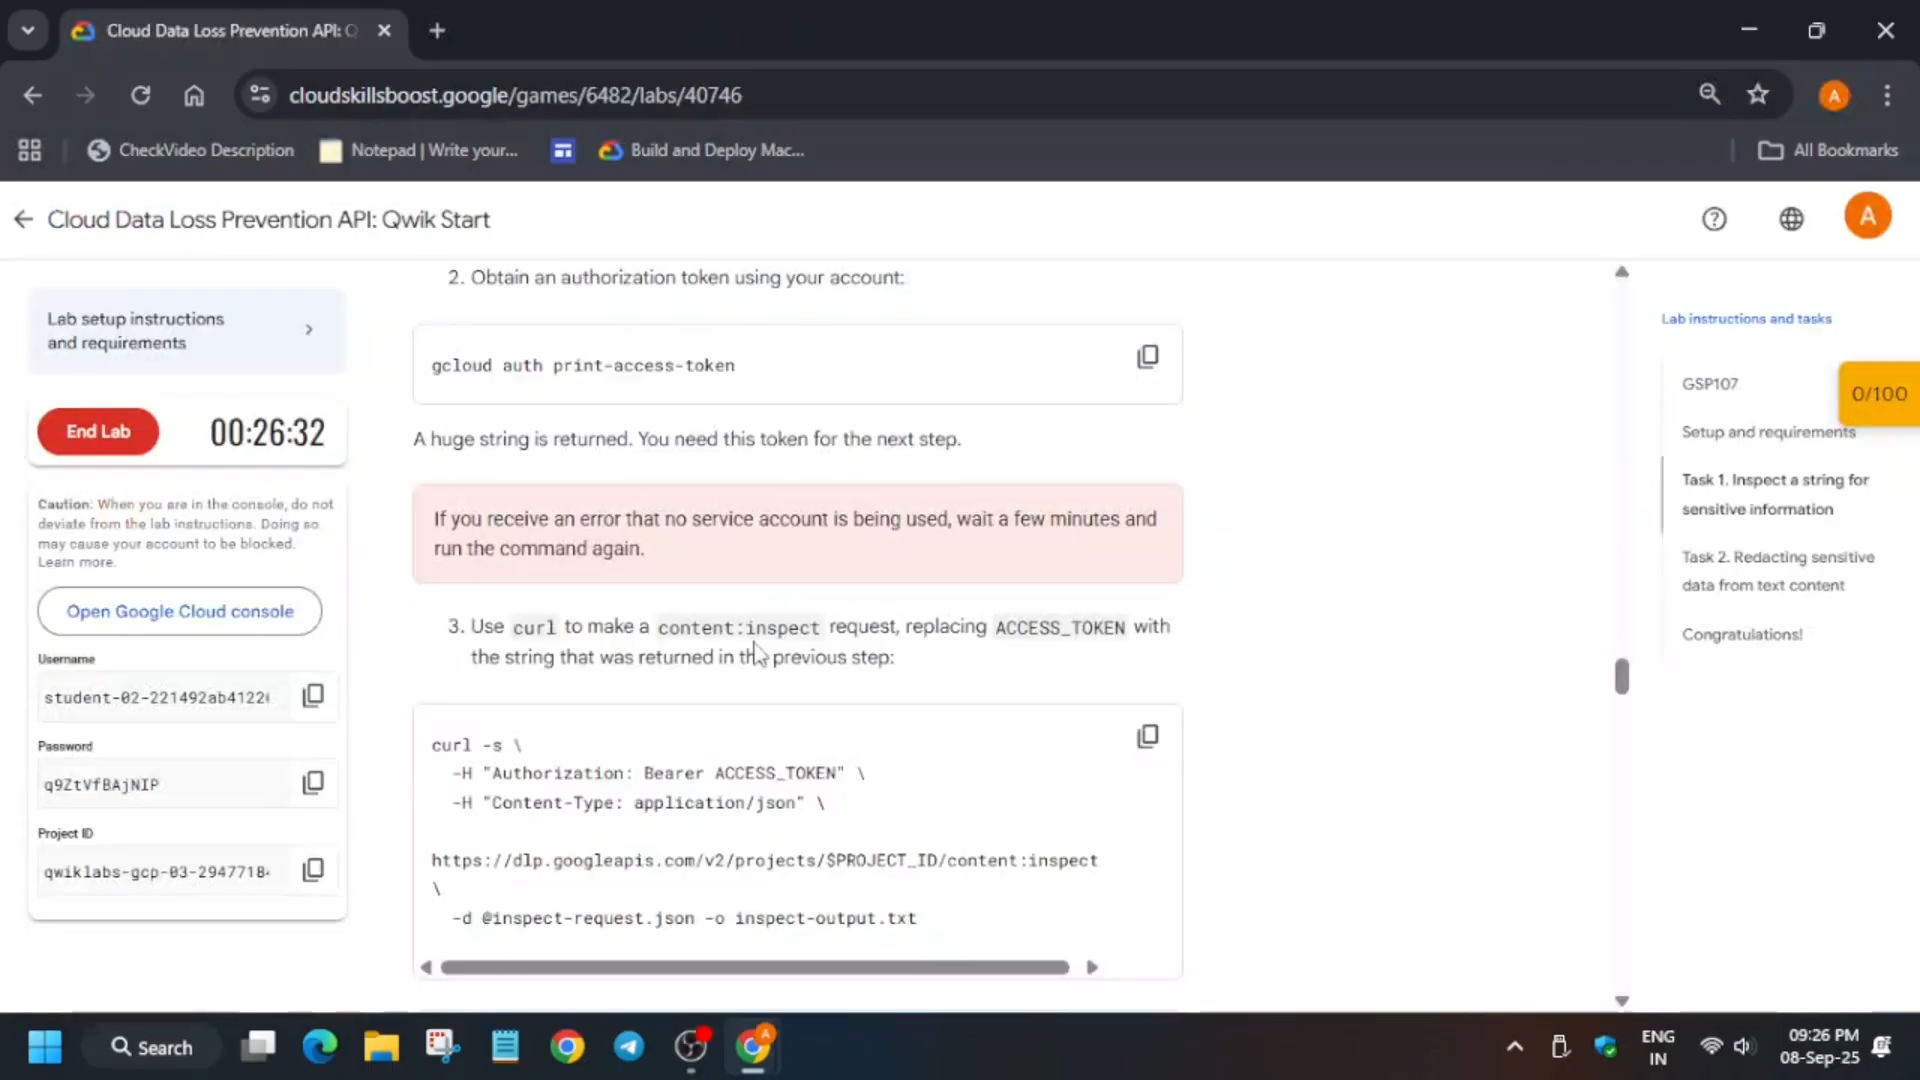 Cloud Data Loss Prevention API: Q
cloudskillsboost.google/games/6482/labs/40746
CheckVideo Description
Notepad | Write your...
Build and Deploy Mac...
All Bookmarks
A
Cloud Data Loss Prevention API: Qwik Start
A
Lab setup instructions
and requirements
End Lab
00:26:32
Caution: When you are in the console, do not
deviate from the lab instructions. Doing so
may cause your account to be blocked.
Learn more.
Open Google Cloud console
Username
student-02-221492ab4122
Password
q9ZtVfBAjNIP
Project ID
qwiklabs-gcp-03-2947718
2. Obtain an authorization token using your account:
gcloud auth print-access-token
A huge string is returned. You need this token for the next step.
If you receive an error that no service account is being used, wait a few minutes and
run the command again.
3. Use curl to make a content:inspect request, replacing ACCESS_TOKEN with
the string that was returned in the previous step:
curl -s \
-H "Authorization: Bearer ACCESS_TOKEN" \
-H "Content-Type: application/json" \
https://dlp.googleapis.com/v2/projects/$PROJECT_ID/content:inspect
\
-d @inspect-request.json -o inspect-output.txt
Lab instructions and tasks
GSP107
0/100
Setup and requirements
Task 1. Inspect a string for
sensitive information
Task 2. Redacting sensitive
data from text content
Congratulations!
Search
A
ENG
IN
09:26 PM
08-Sep-25